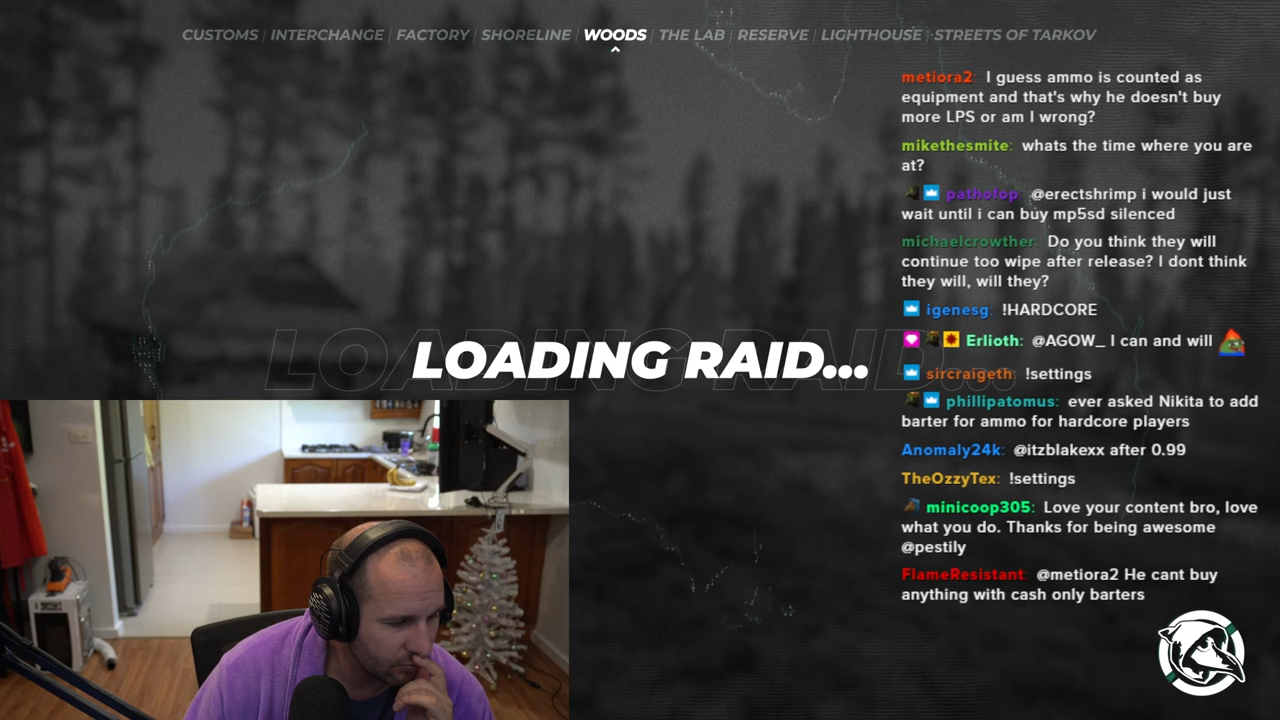 CUSTOMS | INTERCHANGE | FACTORY | SHORELINE | WOODS | THE LAB | RESERVE | LIGHTHOUSE | STREETS OF TARKOV
metiora2: I guess ammo is counted as
equipment and that's why he doesn't buy
more LPS or am I wrong?
mikethesmite: whats the time where you are
at?
pathofop: @erectshrimp i would just
wait until i can buy mp5sd silenced
michaelcrowther: Do you think they will
continue too wipe after release? I dont think
they will, will they?
igenesg: !HARDCORE
Erlioth: @AGOW_ I can and will
LOADING RAID...
LOADING RAID...
sircraigeth: !settings
phillipatomus: ever asked Nikita to add
barter for ammo for hardcore players
Anomaly24k: @itzblakexx after 0.99
TheOzzyTex: !settings
minicoop305: Love your content bro, love
what you do. Thanks for being awesome
@pestily
FlameResistant: @metiora2 He cant buy
anything with cash only barters